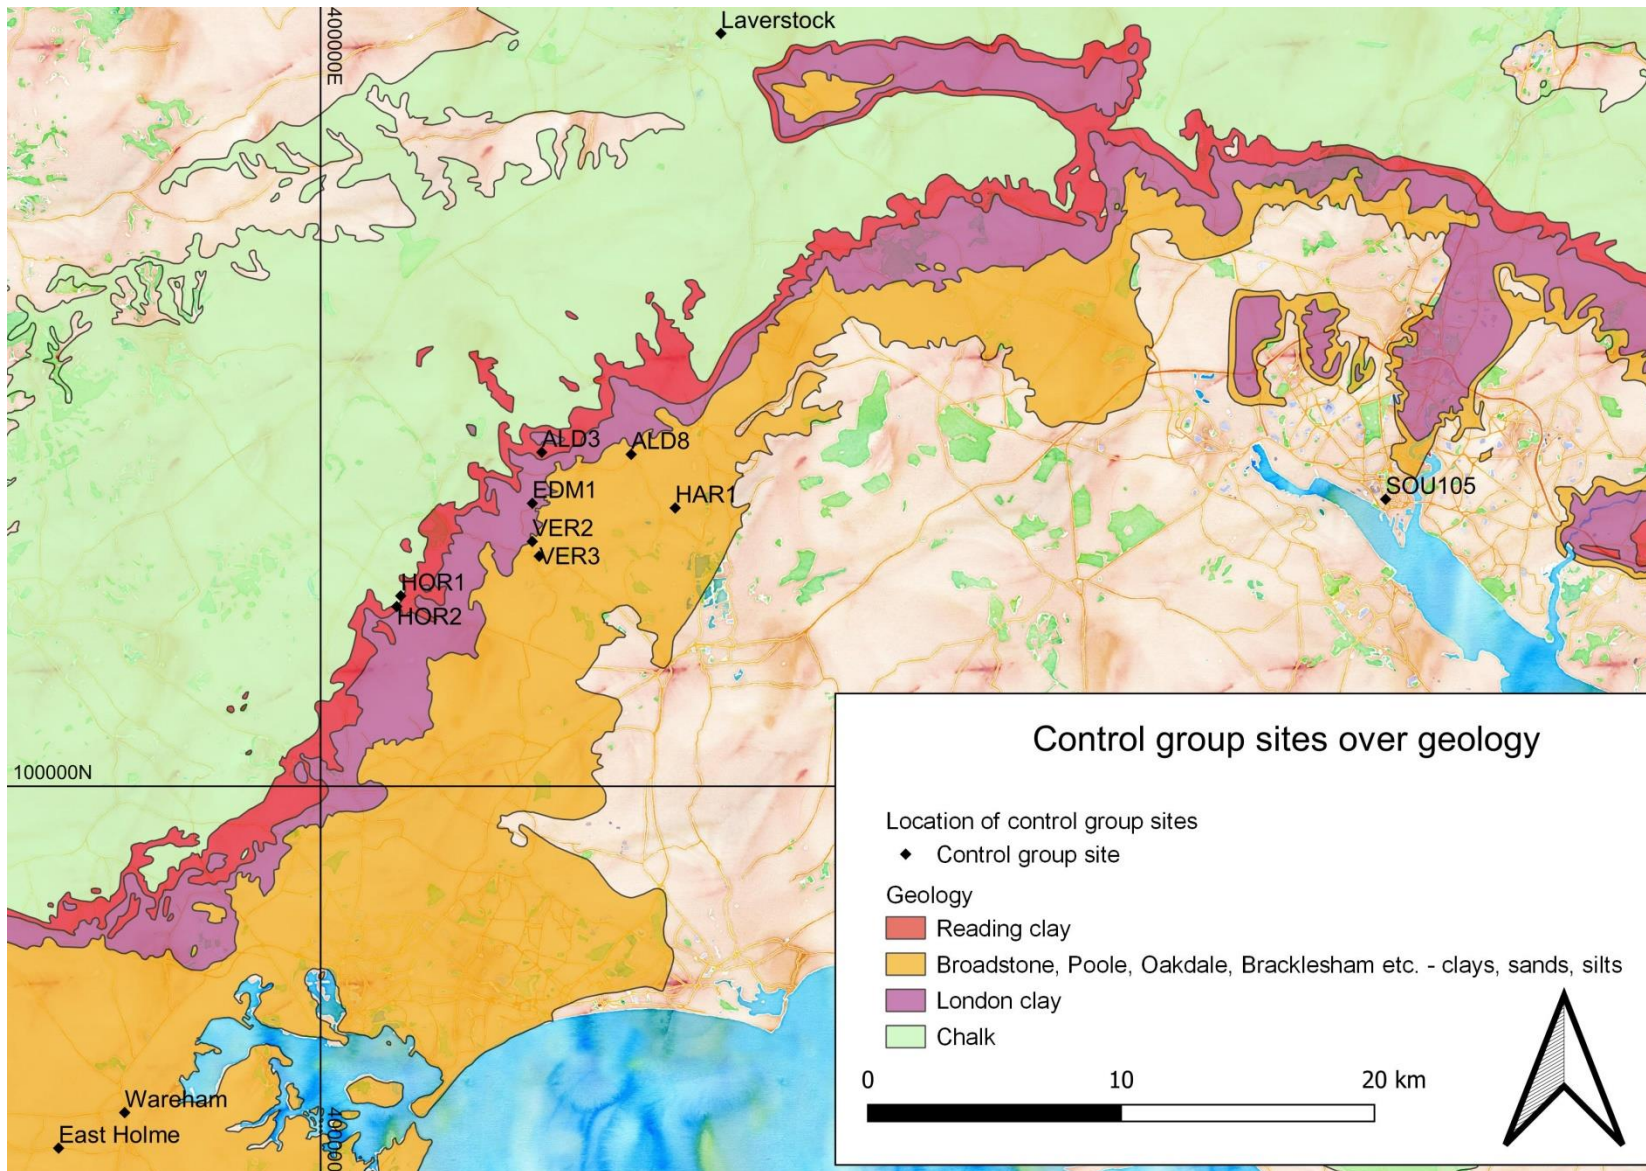 Laverstock
400000E
ALD3
ALD8
EDM1
HAR1
SOU105
VER2
VER3
HOR1
HOR2
100000N
Control group sites over geology
Location of control group sites
Control group site
Geology
Reading clay
Broadstone, Poole, Oakdale, Bracklesham etc. - clays, sands, silts
London clay
Chalk
0 10 20 km
Wareham
East Holme